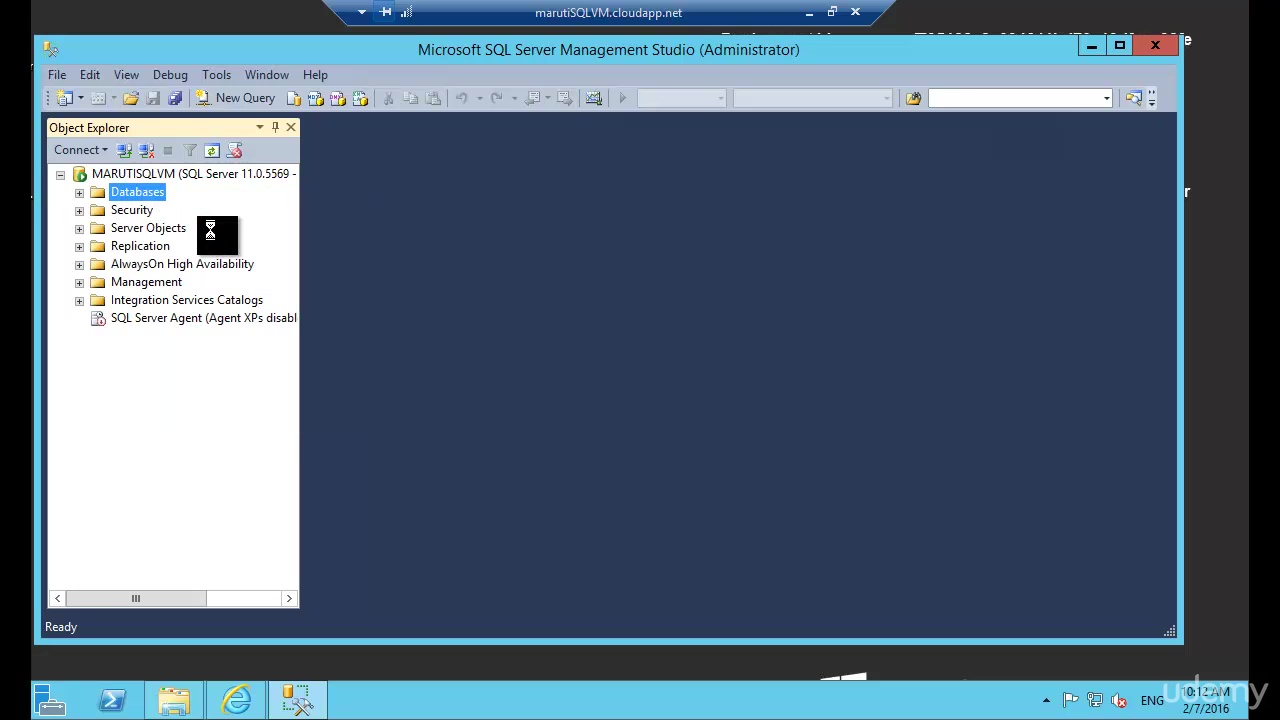 marutiSQLVM.cloudapp.net
Microsoft SQL Server Management Studio (Administrator)
File Edit View Debug Tools Window Help
New Query
Object Explorer
Connect
MARUTISQLVM (SQL Server 11.0.5569 -
Databases
Security
Server Objects
Replication
AlwaysOn High Availability
Management
Integration Services Catalogs
SQL Server Agent (Agent XPs disabl
Ready
ENG
10:12 AM
2/7/2016
udemy